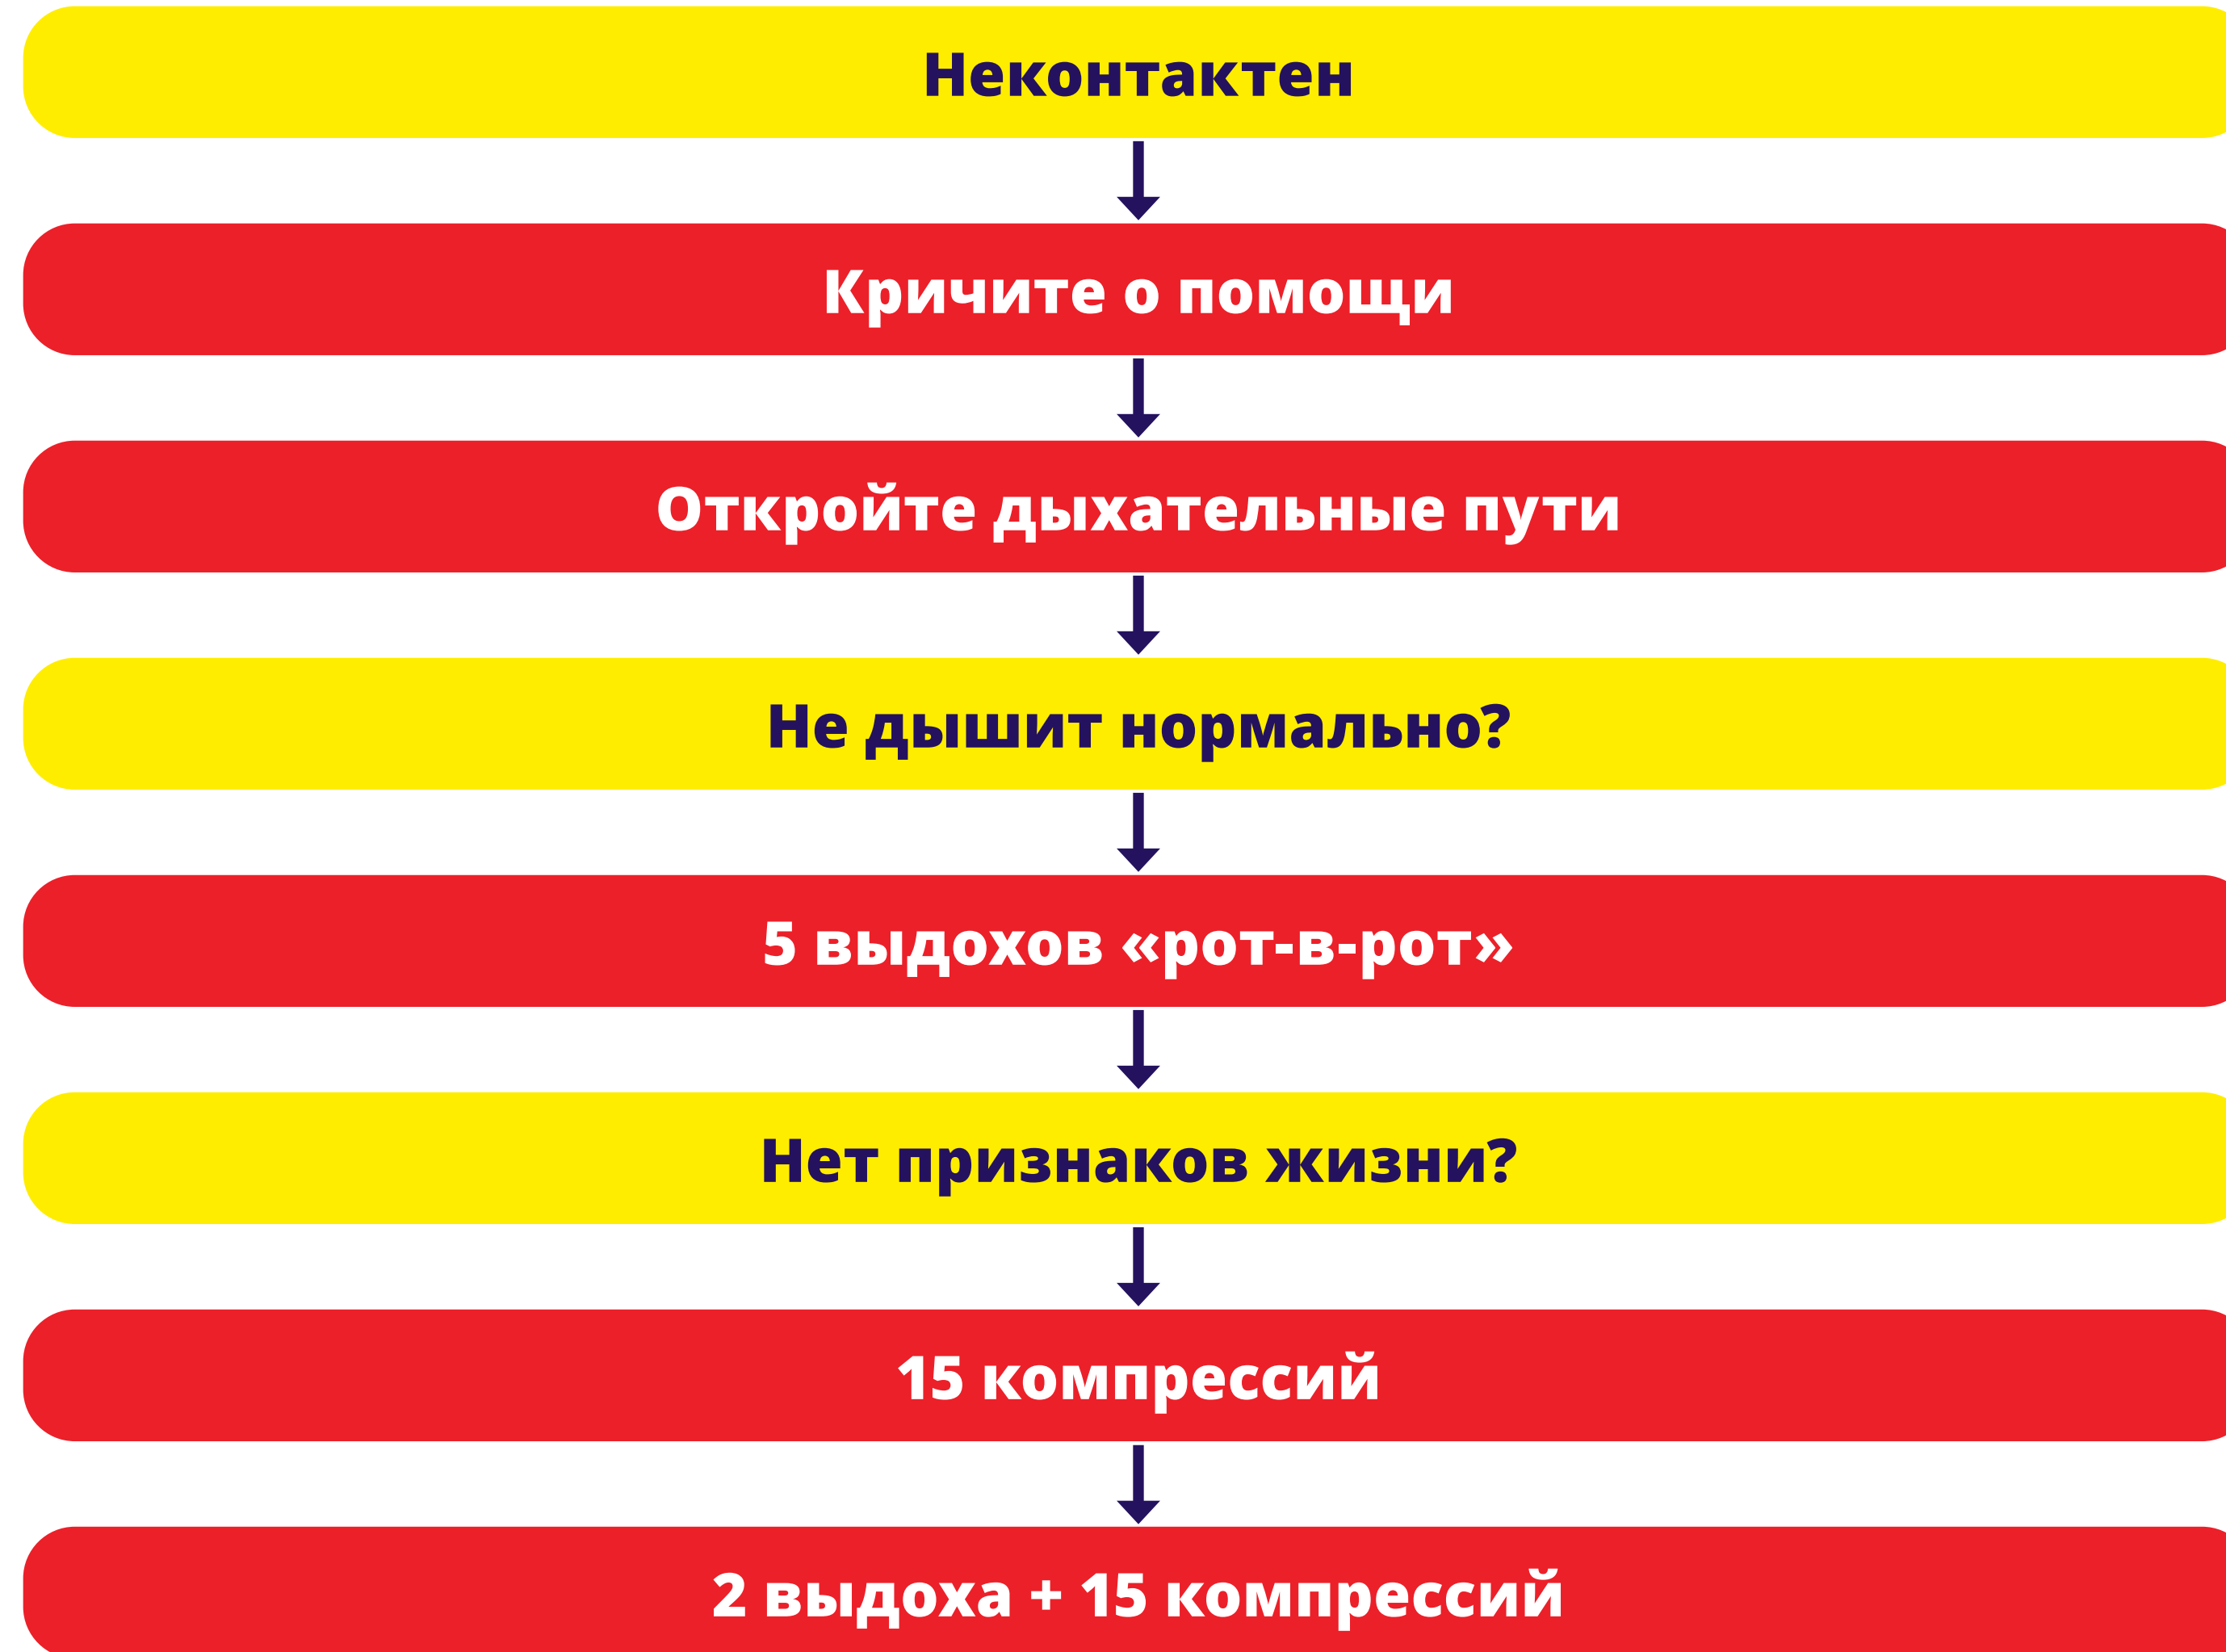 Неконтактен
Кричите о помощи
Откройте дыхательные пути
Не дышит нормально?
5 выдохов «рот-в-рот»
Нет признаков жизни?
15 компрессий
2 выдоха + 15 компрессий